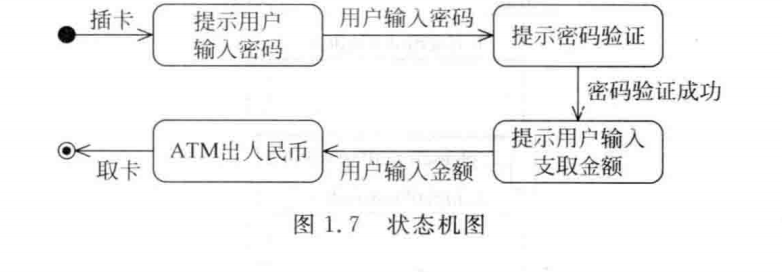 插卡
提示用户
输入密码
用户输入密码
提示密码验证
密码验证成功
提示用户输入
支取金额
用户输入金额
ATM出人民币
取卡
图 1.7 状态机图